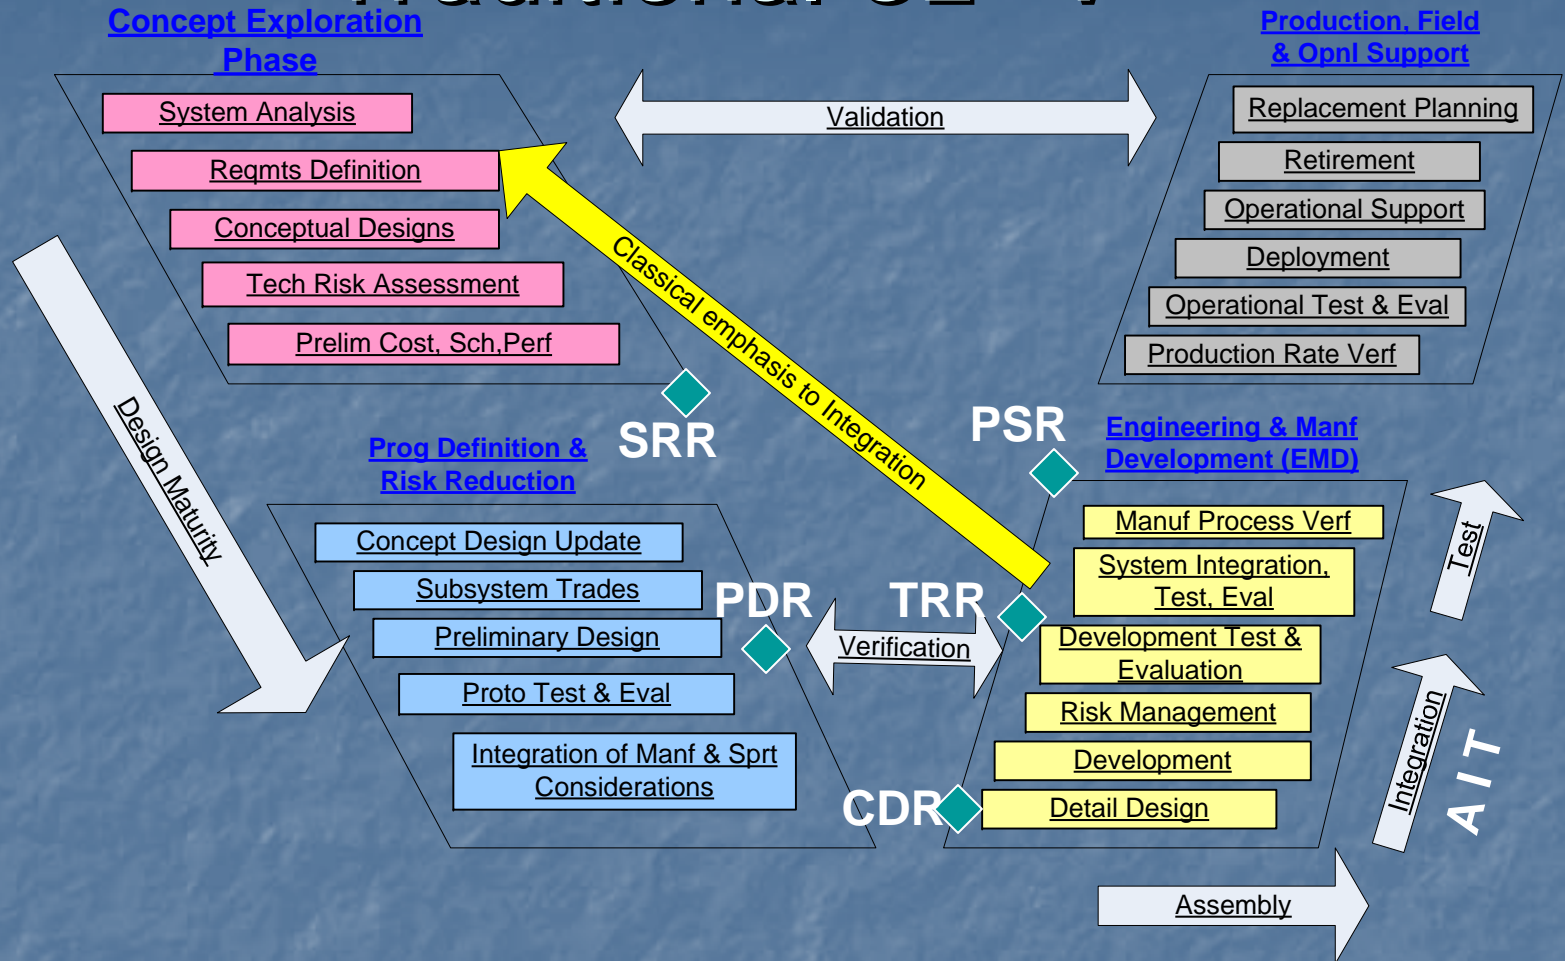 Traditional SE "V"
Concept Exploration
Phase
System Analysis
Reqmts Definition
Conceptual Designs
Tech Risk Assessment
Prelim Cost, Sch,Perf
SRR
Validation
Production, Field
& Opnl Support
Replacement Planning
Retirement
Operational Support
Deployment
Operational Test & Eval
Production Rate Verf
Classical emphasis to Integration
Design Maturity
Prog Definition &
Risk Reduction
Concept Design Update
Subsystem Trades
Preliminary Design
Proto Test & Eval
Integration of Manf & Sprt
Considerations
PDR
Verification
TRR
PSR
CDR
Engineering & Manf
Development (EMD)
Manuf Process Verf
System Integration,
Test, Eval
Development Test &
Evaluation
Risk Management
Development
Detail Design
Test
Integration
A I T
Assembly